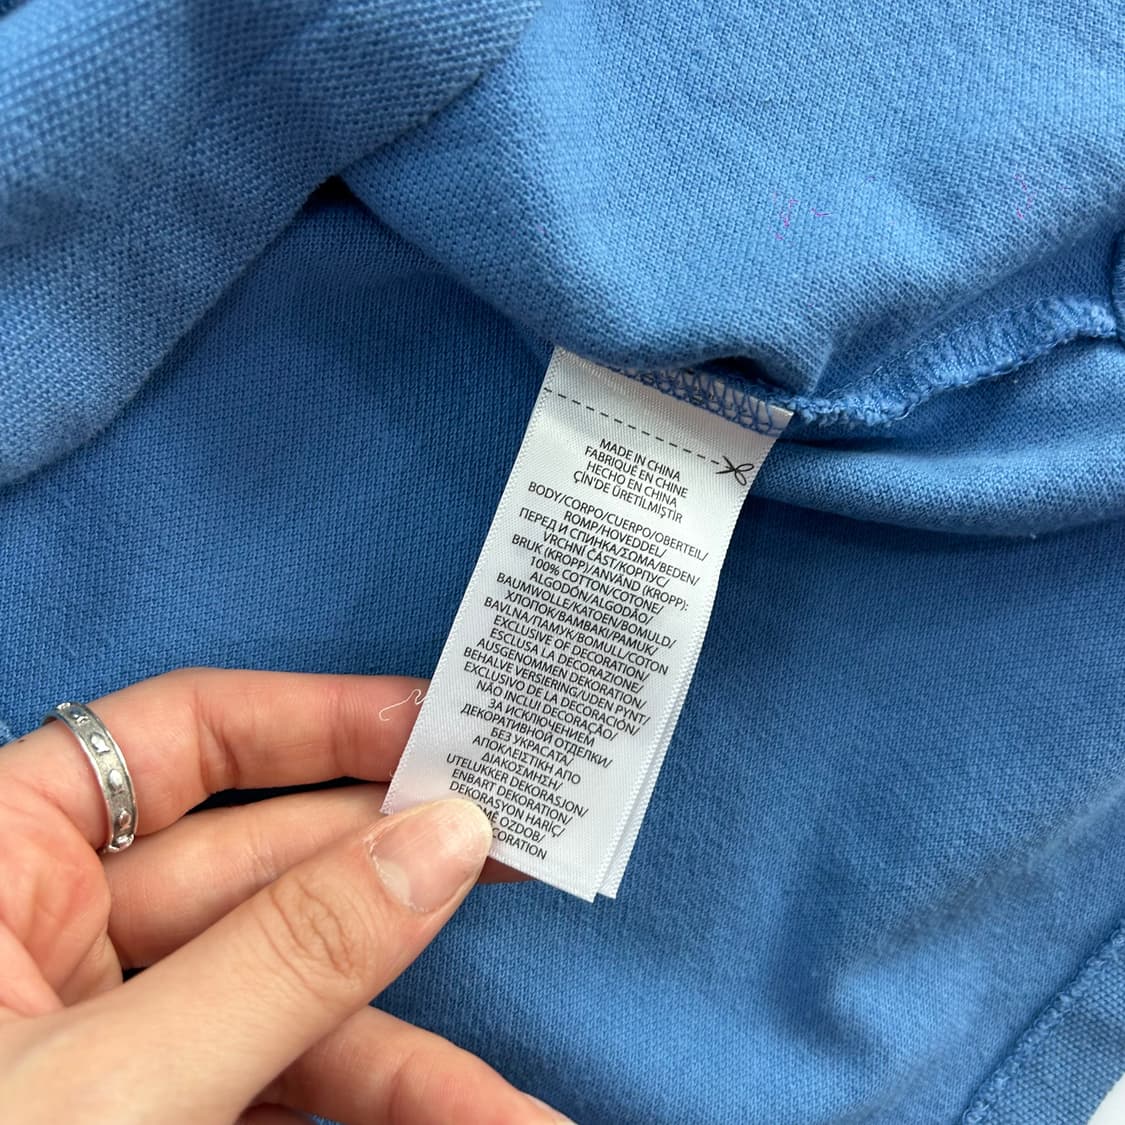 MADE IN CHINA
FABRIQUÉ EN CHINE
HECHO EN CHINA
ÇİN'DE ÜRETİLMİŞTİR
BODY/CORPO/CUERPO/OBERTEIL/
ROMP/HOVEDDEL/
ПЕРЕД И СПИНКА/ΣΩΜΑ/BEDEN/
VRCHNÍ ČÁST/КОРПУС/
BRUK (KROPP)/ANVÄND (KROPP):
100% COTTON/COTONE/
ALGODÓN/ALGODÃO/
BAUMWOLLE/KATOEN/BOMULD/
ХЛОПОК/ΒΑΜΒΑΚΙ/PAMUK/
BAVLNA/ПАМУК/BOMULL/COTON
EXCLUSIVE OF DECORATION/
ESCLUSA LA DECORAZIONE/
AUSGENOMMEN DEKORATION/
BEHALVE VERSIERING/UDEN PYNT/
EXCLUSIVO DE LA DECORACIÓN/
NÃO INCLUI DECORAÇÃO/
ЗА ИСКЛЮЧЕНИЕМ
ДЕКОРАТИВНОЙ ОТДЕЛКИ/
БЕЗ УКРАСАТА/
ΑΠΟΚΛΕΙΣΤΙΚΗ ΑΠΟ
ΔΙΑΚΟΣΜΗΣΗ/
UTELUKKER DEKORASJON/
ENBART DEKORATION/
DEKORASYON HARİÇ/
OZDOB/